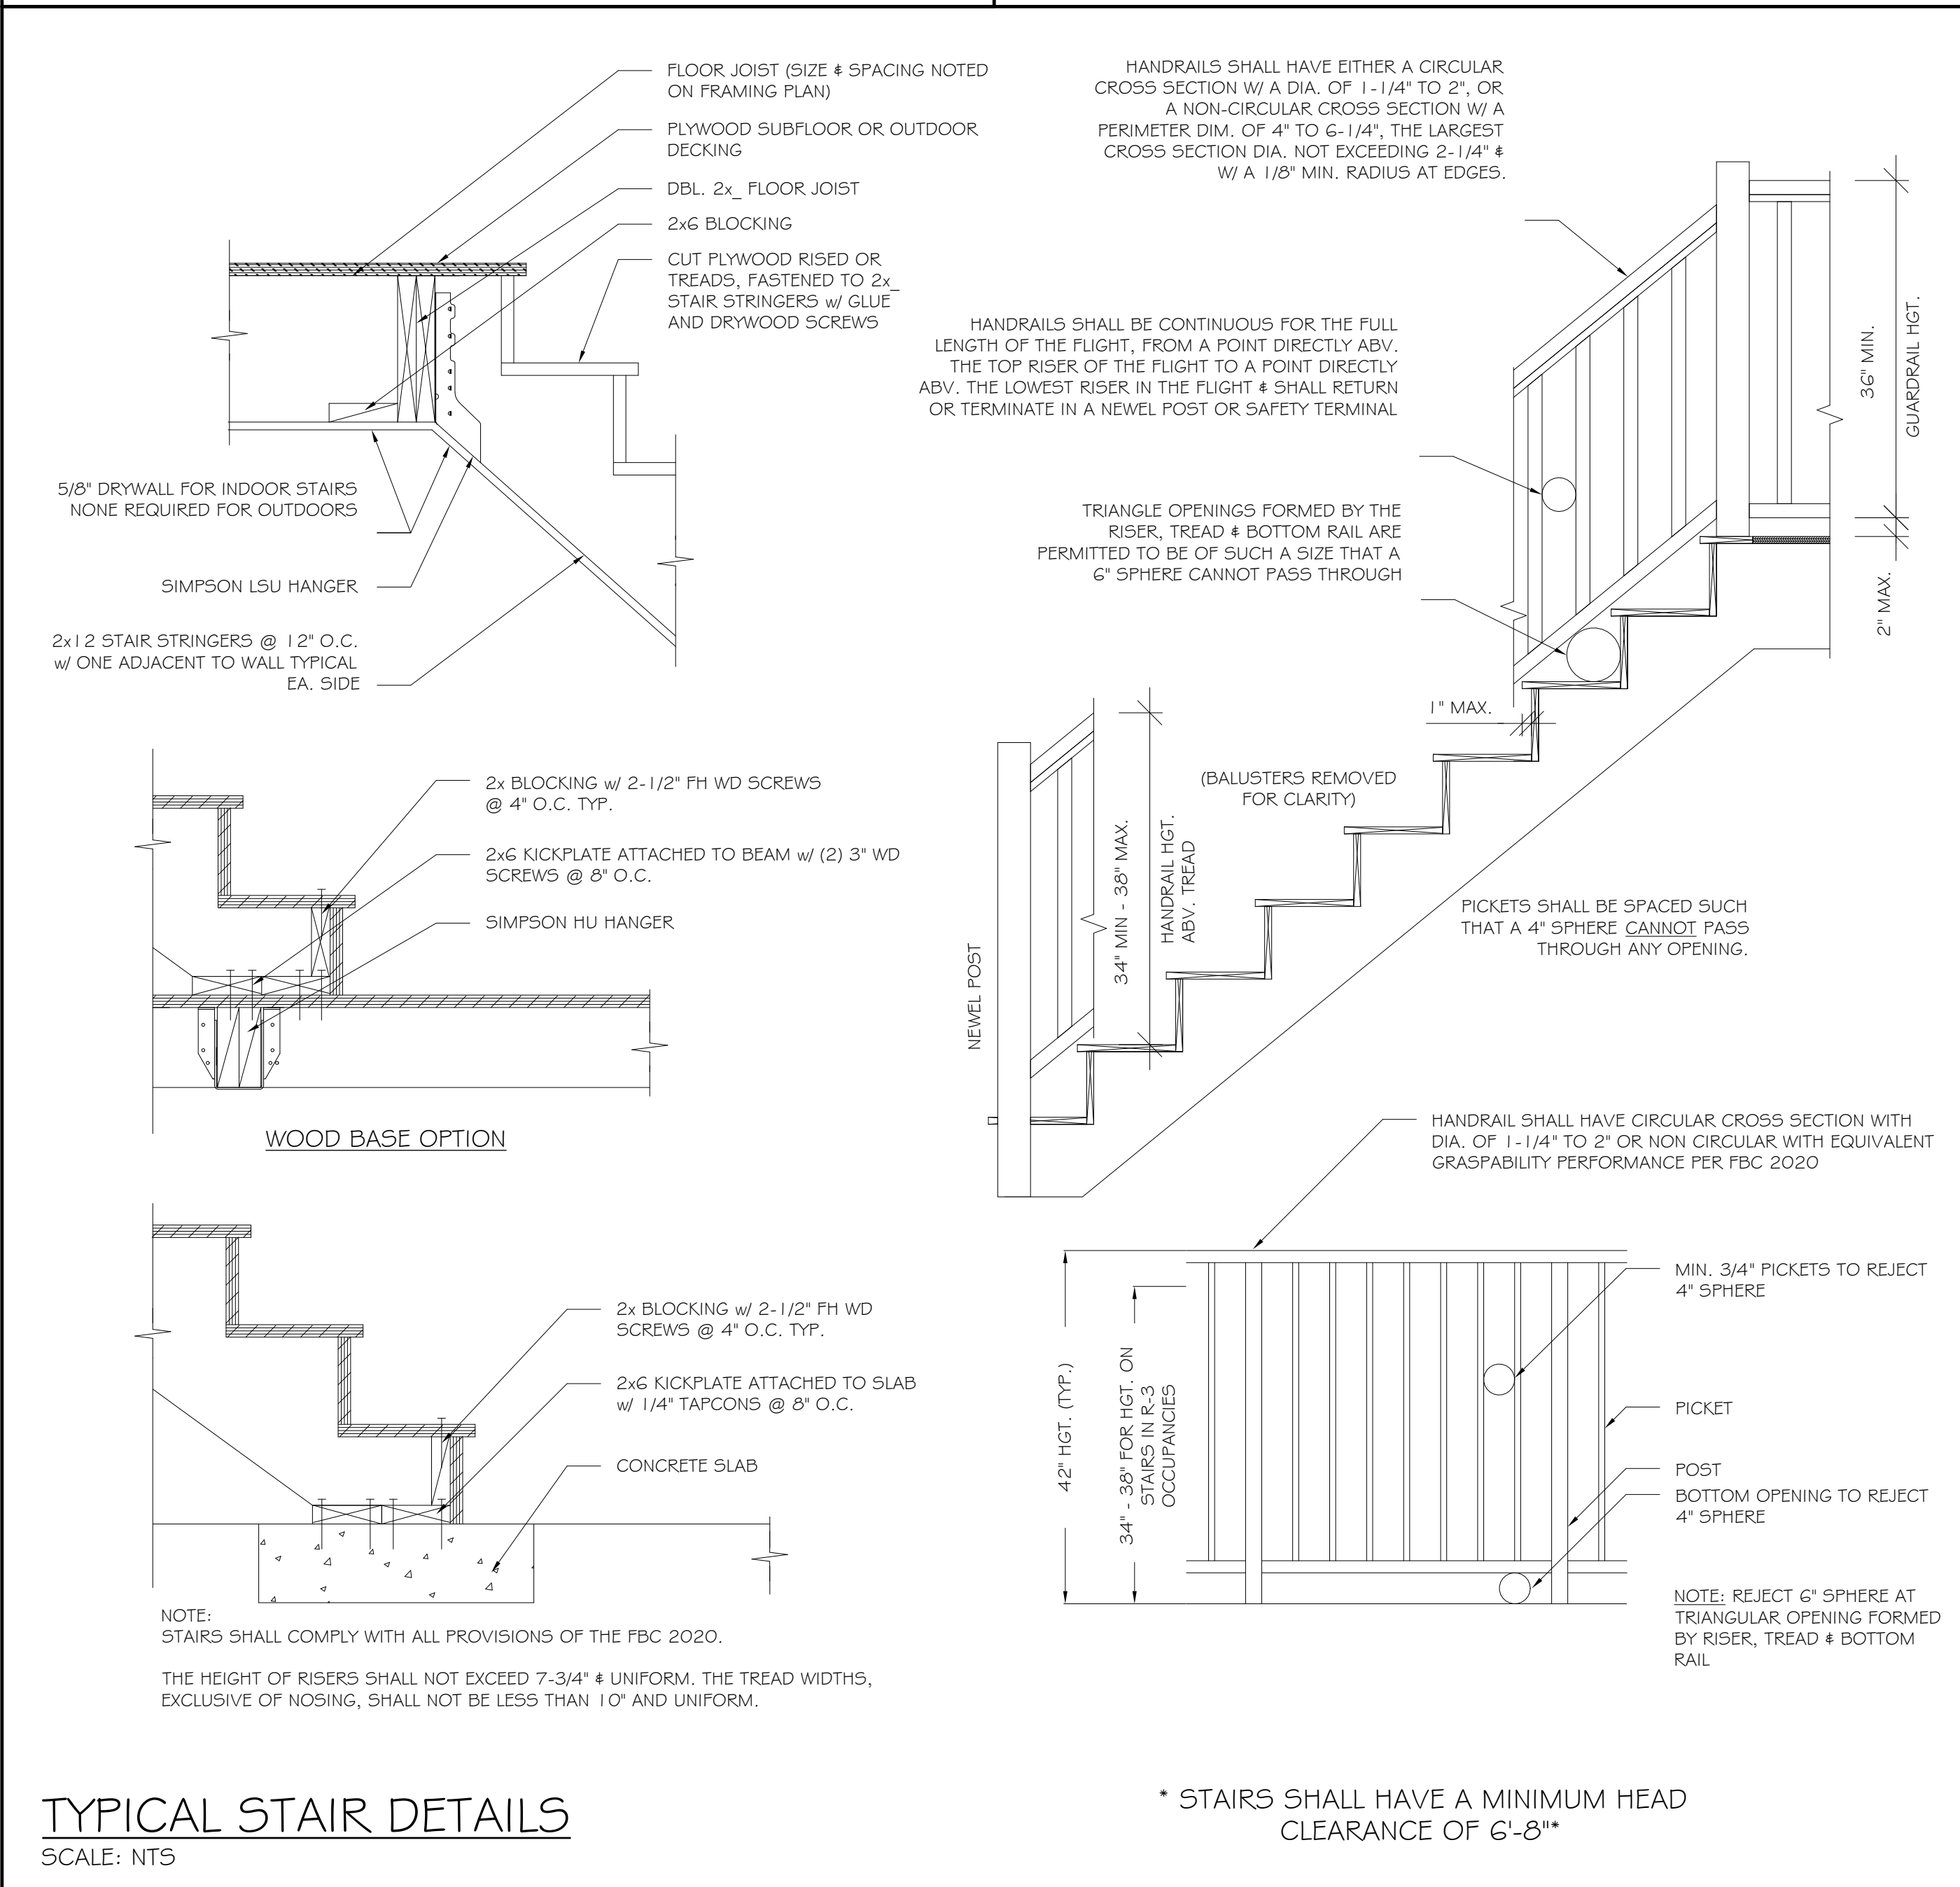 FLOOR JOIST (SIZE & SPACING NOTED
ON FRAMING PLAN)
PLYWOOD SUBFLOOR OR OUTDOOR
DECKING
DBL. 2x_ FLOOR JOIST
2x6 BLOCKING
CUT PLYWOOD RISED OR
TREADS, FASTENED TO 2x_
STAIR STRINGERS w/ GLUE
AND DRYWOOD SCREWS
5/8" DRYWALL FOR INDOOR STAIRS
NONE REQUIRED FOR OUTDOORS
SIMPSON LSU HANGER
2x12 STAIR STRINGERS @ 12" O.C.
w/ ONE ADJACENT TO WALL TYPICAL
EA. SIDE
2x BLOCKING w/ 2-1/2" FH WD SCREWS
@ 4" O.C. TYP.
2x6 KICKPLATE ATTACHED TO BEAM w/ (2) 3" WD
SCREWS @ 8" O.C.
SIMPSON HU HANGER
WOOD BASE OPTION
2x BLOCKING w/ 2-1/2" FH WD
SCREWS @ 4" O.C. TYP.
2x6 KICKPLATE ATTACHED TO SLAB
w/ 1/4" TAPCONS @ 8" O.C.
CONCRETE SLAB
NOTE:
STAIRS SHALL COMPLY WITH ALL PROVISIONS OF THE FBC 2020.
THE HEIGHT OF RISERS SHALL NOT EXCEED 7-3/4" & UNIFORM. THE TREAD WIDTHS,
EXCLUSIVE OF NOSING, SHALL NOT BE LESS THAN 10" AND UNIFORM.
TYPICAL STAIR DETAILS
SCALE: NTS
HANDRAILS SHALL HAVE EITHER A CIRCULAR
CROSS SECTION W/ A DIA. OF 1-1/4" TO 2", OR
A NON-CIRCULAR CROSS SECTION W/ A
PERIMETER DIM. OF 4" TO 6-1/4", THE LARGEST
CROSS SECTION DIA. NOT EXCEEDING 2-1/4" &
W/ A 1/8" MIN. RADIUS AT EDGES.
HANDRAILS SHALL BE CONTINUOUS FOR THE FULL
LENGTH OF THE FLIGHT, FROM A POINT DIRECTLY ABV.
THE TOP RISER OF THE FLIGHT TO A POINT DIRECTLY
ABV. THE LOWEST RISER IN THE FLIGHT & SHALL RETURN
OR TERMINATE IN A NEWEL POST OR SAFETY TERMINAL
TRIANGLE OPENINGS FORMED BY THE
RISER, TREAD & BOTTOM RAIL ARE
PERMITTED TO BE OF SUCH A SIZE THAT A
6" SPHERE CANNOT PASS THROUGH
36" MIN.
GUARDRAIL HGT.
2" MAX.
1" MAX.
(BALUSTERS REMOVED
FOR CLARITY)
34" MIN - 38" MAX.
HANDRAIL HGT.
ABV. TREAD
NEWEL POST
PICKETS SHALL BE SPACED SUCH
THAT A 4" SPHERE CANNOT PASS
THROUGH ANY OPENING.
HANDRAIL SHALL HAVE CIRCULAR CROSS SECTION WITH
DIA. OF 1-1/4" TO 2" OR NON CIRCULAR WITH EQUIVALENT
GRASPABILITY PERFORMANCE PER FBC 2020
42" HGT. (TYP.)
34" - 38" FOR HGT. ON
STAIRS IN R-3
OCCUPANCIES
MIN. 3/4" PICKETS TO REJECT
4" SPHERE
PICKET
POST
BOTTOM OPENING TO REJECT
4" SPHERE
NOTE: REJECT 6" SPHERE AT
TRIANGULAR OPENING FORMED
BY RISER, TREAD & BOTTOM
RAIL
* STAIRS SHALL HAVE A MINIMUM HEAD
CLEARANCE OF 6'-8"*